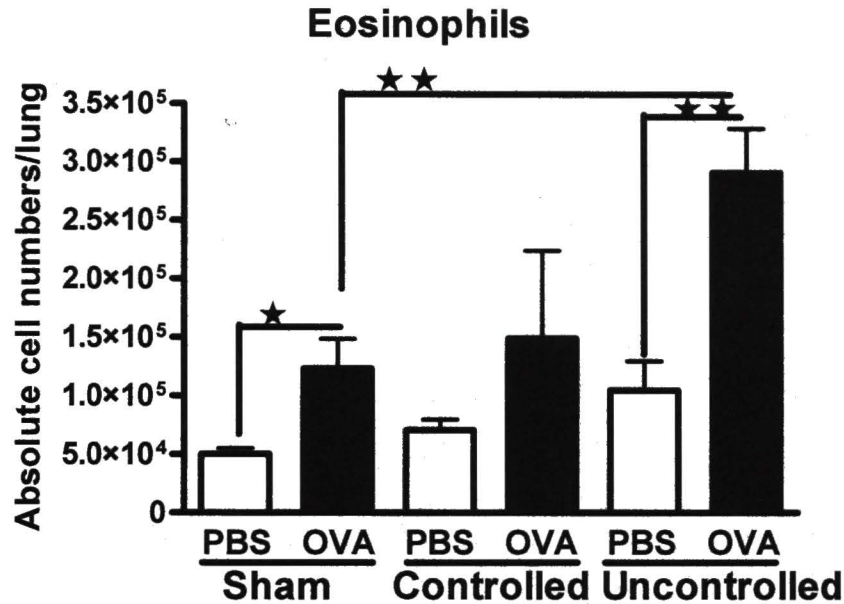 Eosinophils
★★
★★
★
Absolute cell numbers/lung
3.5×10⁵
3.0×10⁵
2.5×10⁵
2.0×10⁵
1.5×10⁵
1.0×10⁵
5.0×10⁴
0
PBS OVA PBS OVA PBS OVA
Sham Controlled Uncontrolled